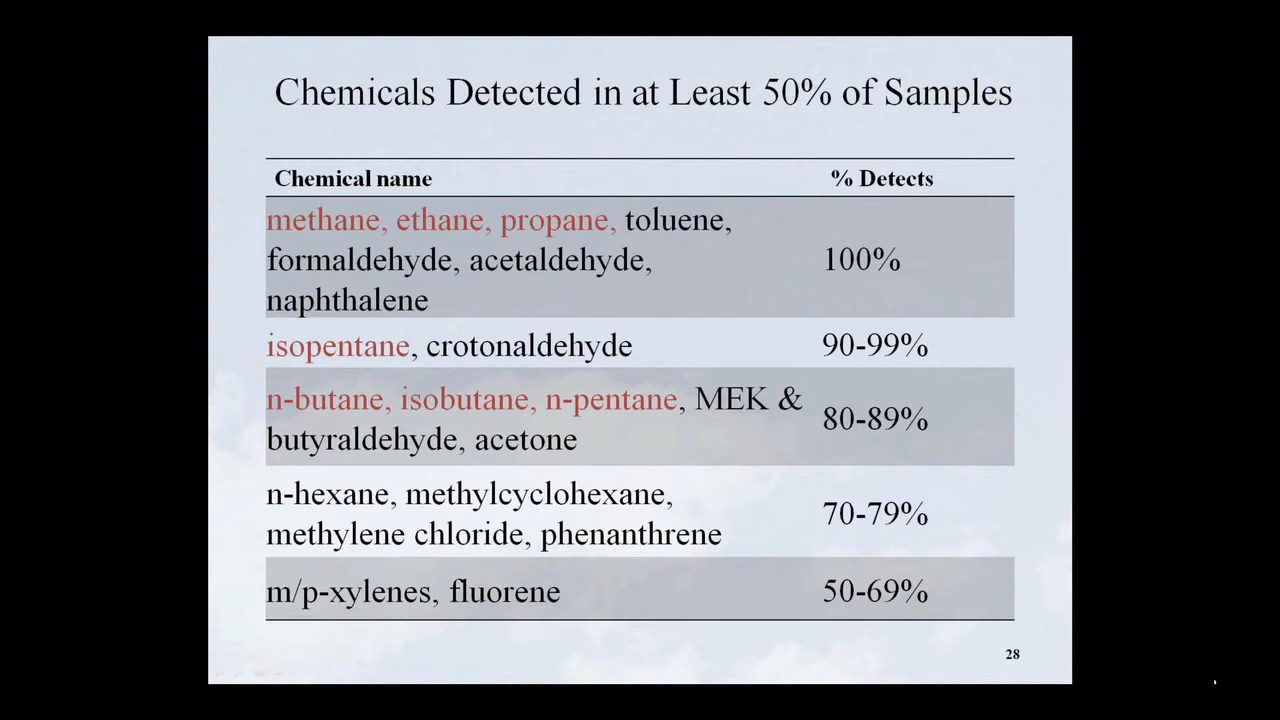 Chemicals Detected in at Least 50% of Samples
Chemical name % Detects
methane, ethane, propane, toluene,
formaldehyde, acetaldehyde, 100%
naphthalene
isopentane, crotonaldehyde 90-99%
n-butane, isobutane, n-pentane, MEK &
80-89%
butyraldehyde, acetone
n-hexane, methylcyclohexane,
70-79%
methylene chloride, phenanthrene
m/p-xylenes, fluorene 50-69%
28